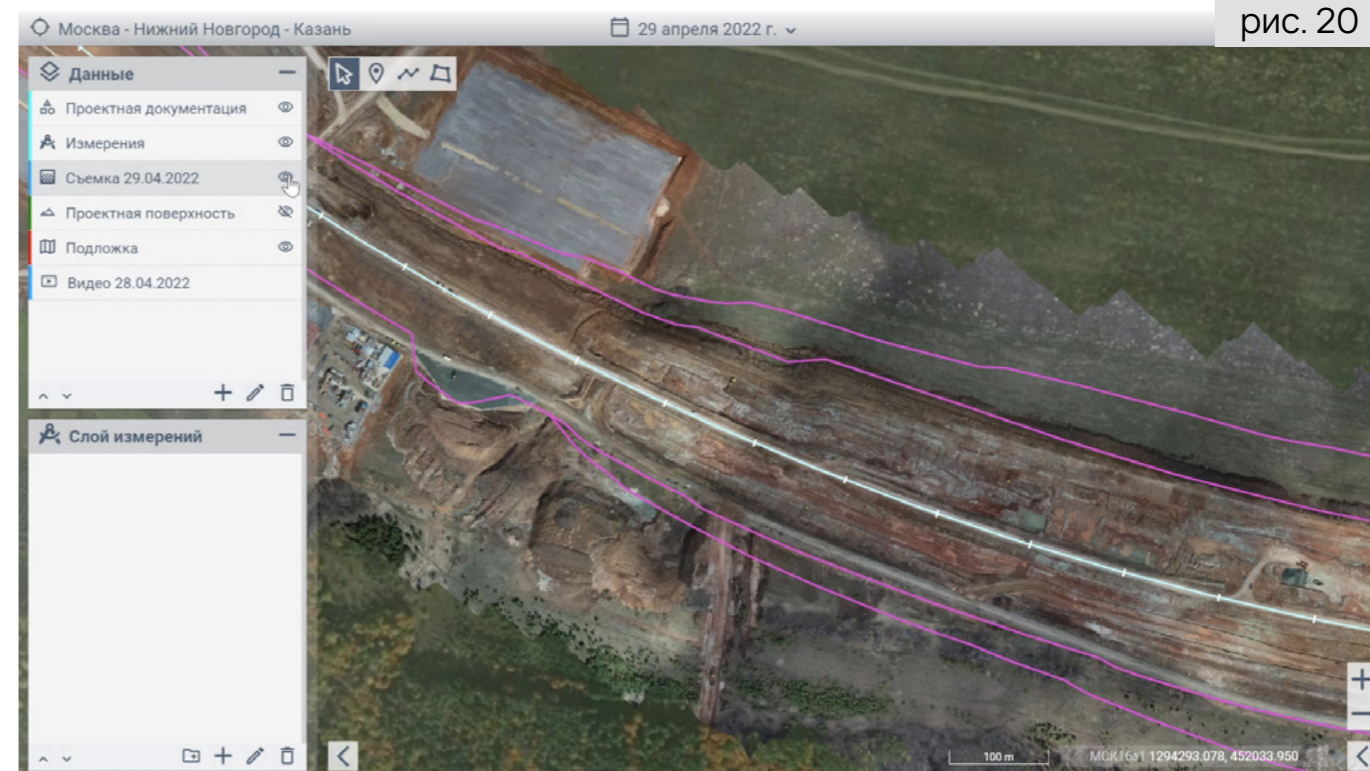 рис. 20
Москва - Нижний Новгород - Казань
29 апреля 2022 г.
Данные
Проектная документация
Измерения
Съемка 29.04.2022
Проектная поверхность
Подложка
Видео 28.04.2022
Слой измерений
100 m
МСК16z1 1294293.078, 452033.950